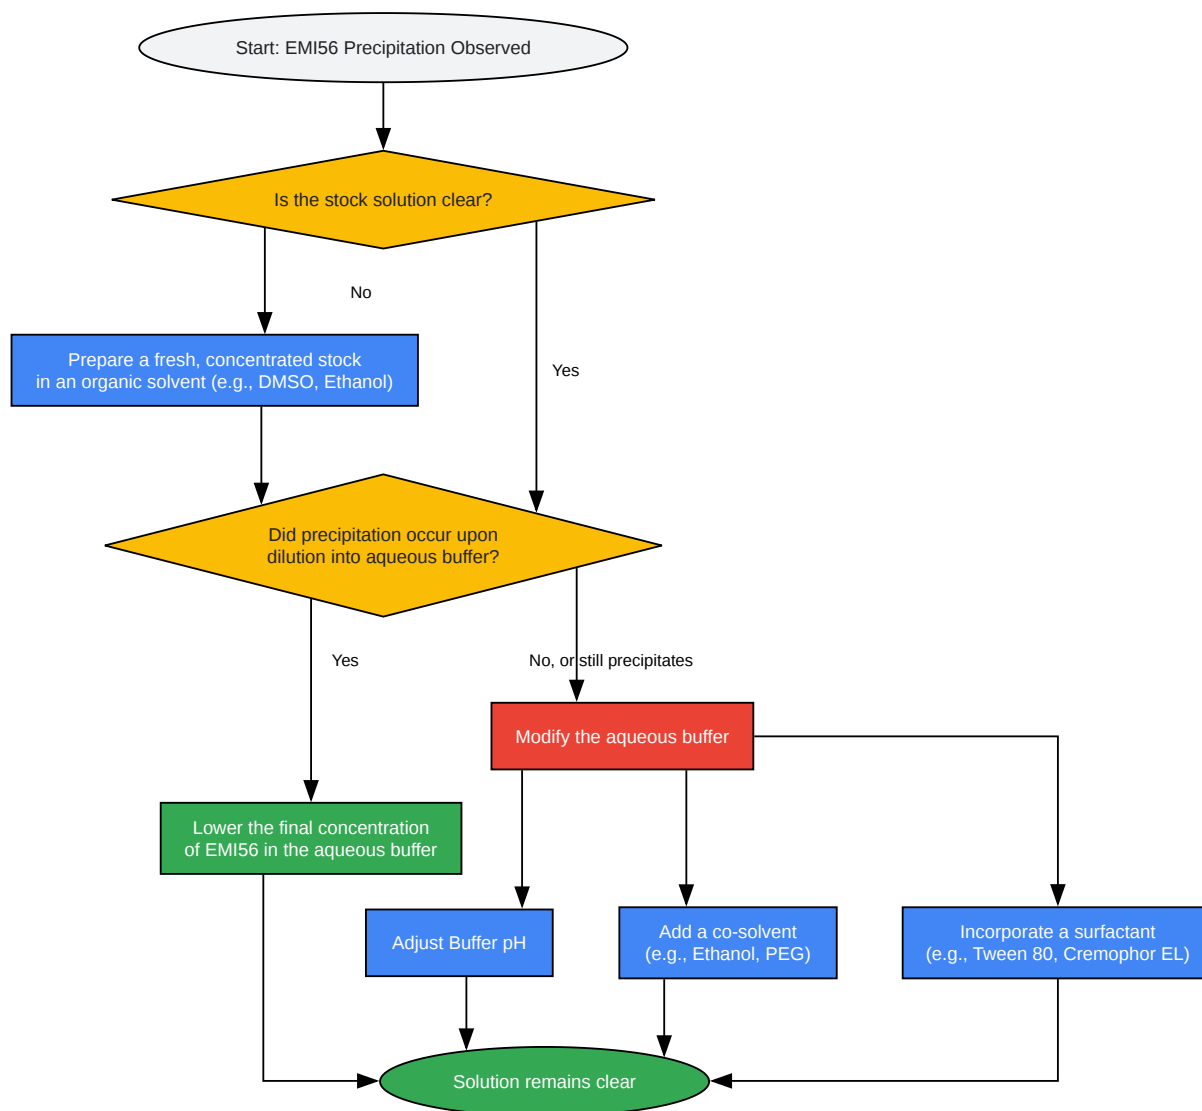 Start: EMI56 Precipitation Observed
Is the stock solution clear?
No
Prepare a fresh, concentrated stock
in an organic solvent (e.g., DMSO, Ethanol)
Yes
Did precipitation occur upon
dilution into aqueous buffer?
Yes
No, or still precipitates
Modify the aqueous buffer
Lower the final concentration
of EMI56 in the aqueous buffer
Adjust Buffer pH
Add a co-solvent
(e.g., Ethanol, PEG)
Incorporate a surfactant
(e.g., Tween 80, Cremophor EL)
Solution remains clear